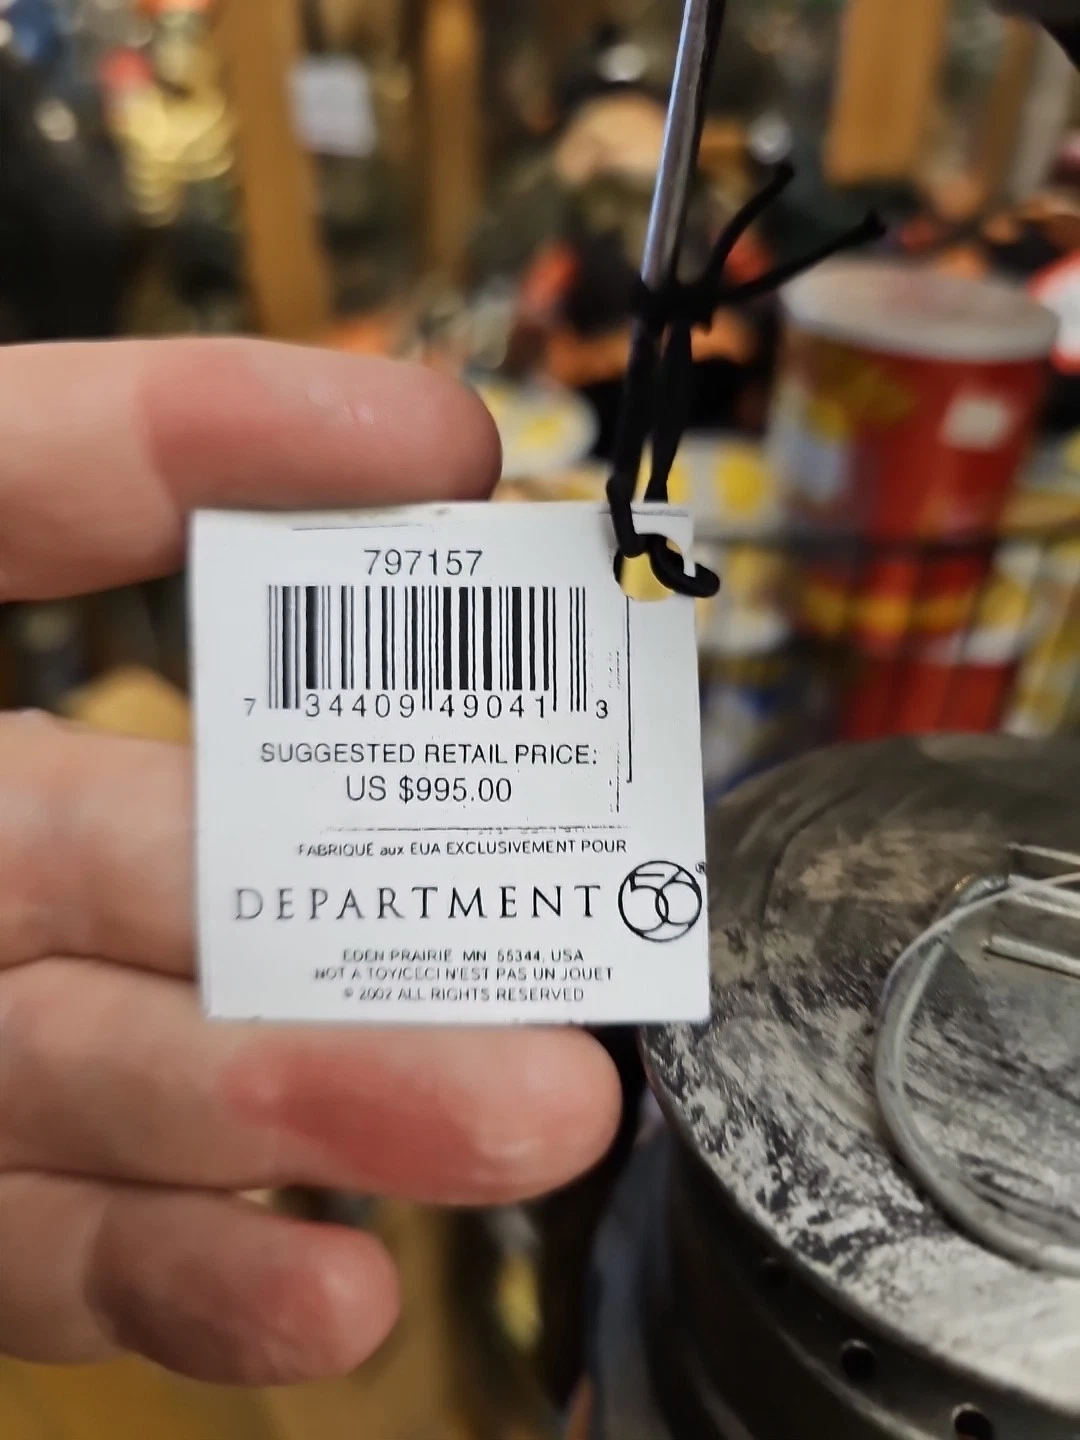 797157
7 34409 49041 3
SUGGESTED RETAIL PRICE:
US $995.00
FABRIQUÉ aux EUA EXCLUSIVEMENT POUR
DEPARTMENT 56®
EDEN PRAIRIE MN 55344, USA
NOT A TOY/CECI N'EST PAS UN JOUET
© 2002 ALL RIGHTS RESERVED